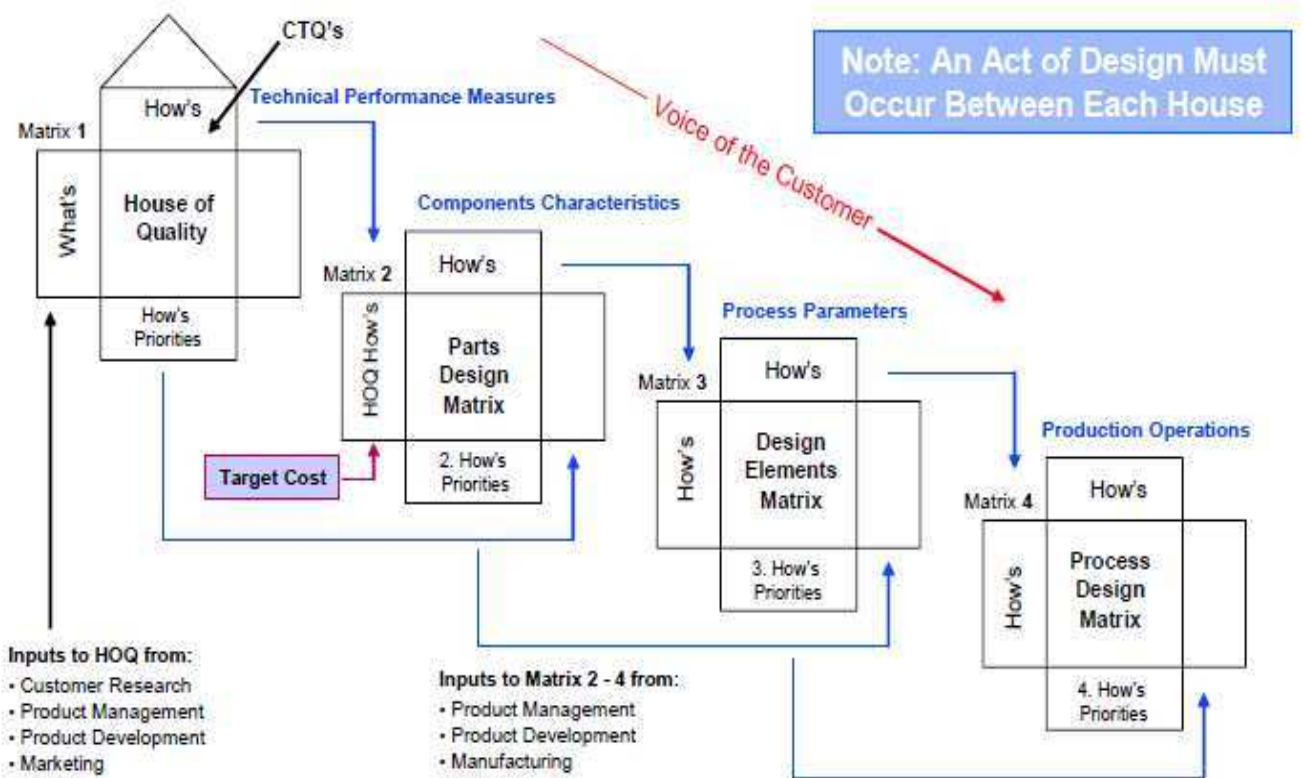 CTQ's
Note: An Act of Design Must
Occur Between Each House
How's
Technical Performance Measures
Voice of the Customer
Matrix 1
What's
House of
Quality
Components Characteristics
How's
Matrix 2
How's
Priorities
HOQ How's
Parts
Design
Matrix
Process Parameters
How's
Matrix 3
Target Cost
2. How's
Priorities
How's
Design
Elements
Matrix
Production Operations
How's
Matrix 4
3. How's
Priorities
How's
Process
Design
Matrix
4. How's
Priorities
Inputs to HOQ from:
• Customer Research
• Product Management
• Product Development
• Marketing
Inputs to Matrix 2 - 4 from:
• Product Management
• Product Development
• Manufacturing